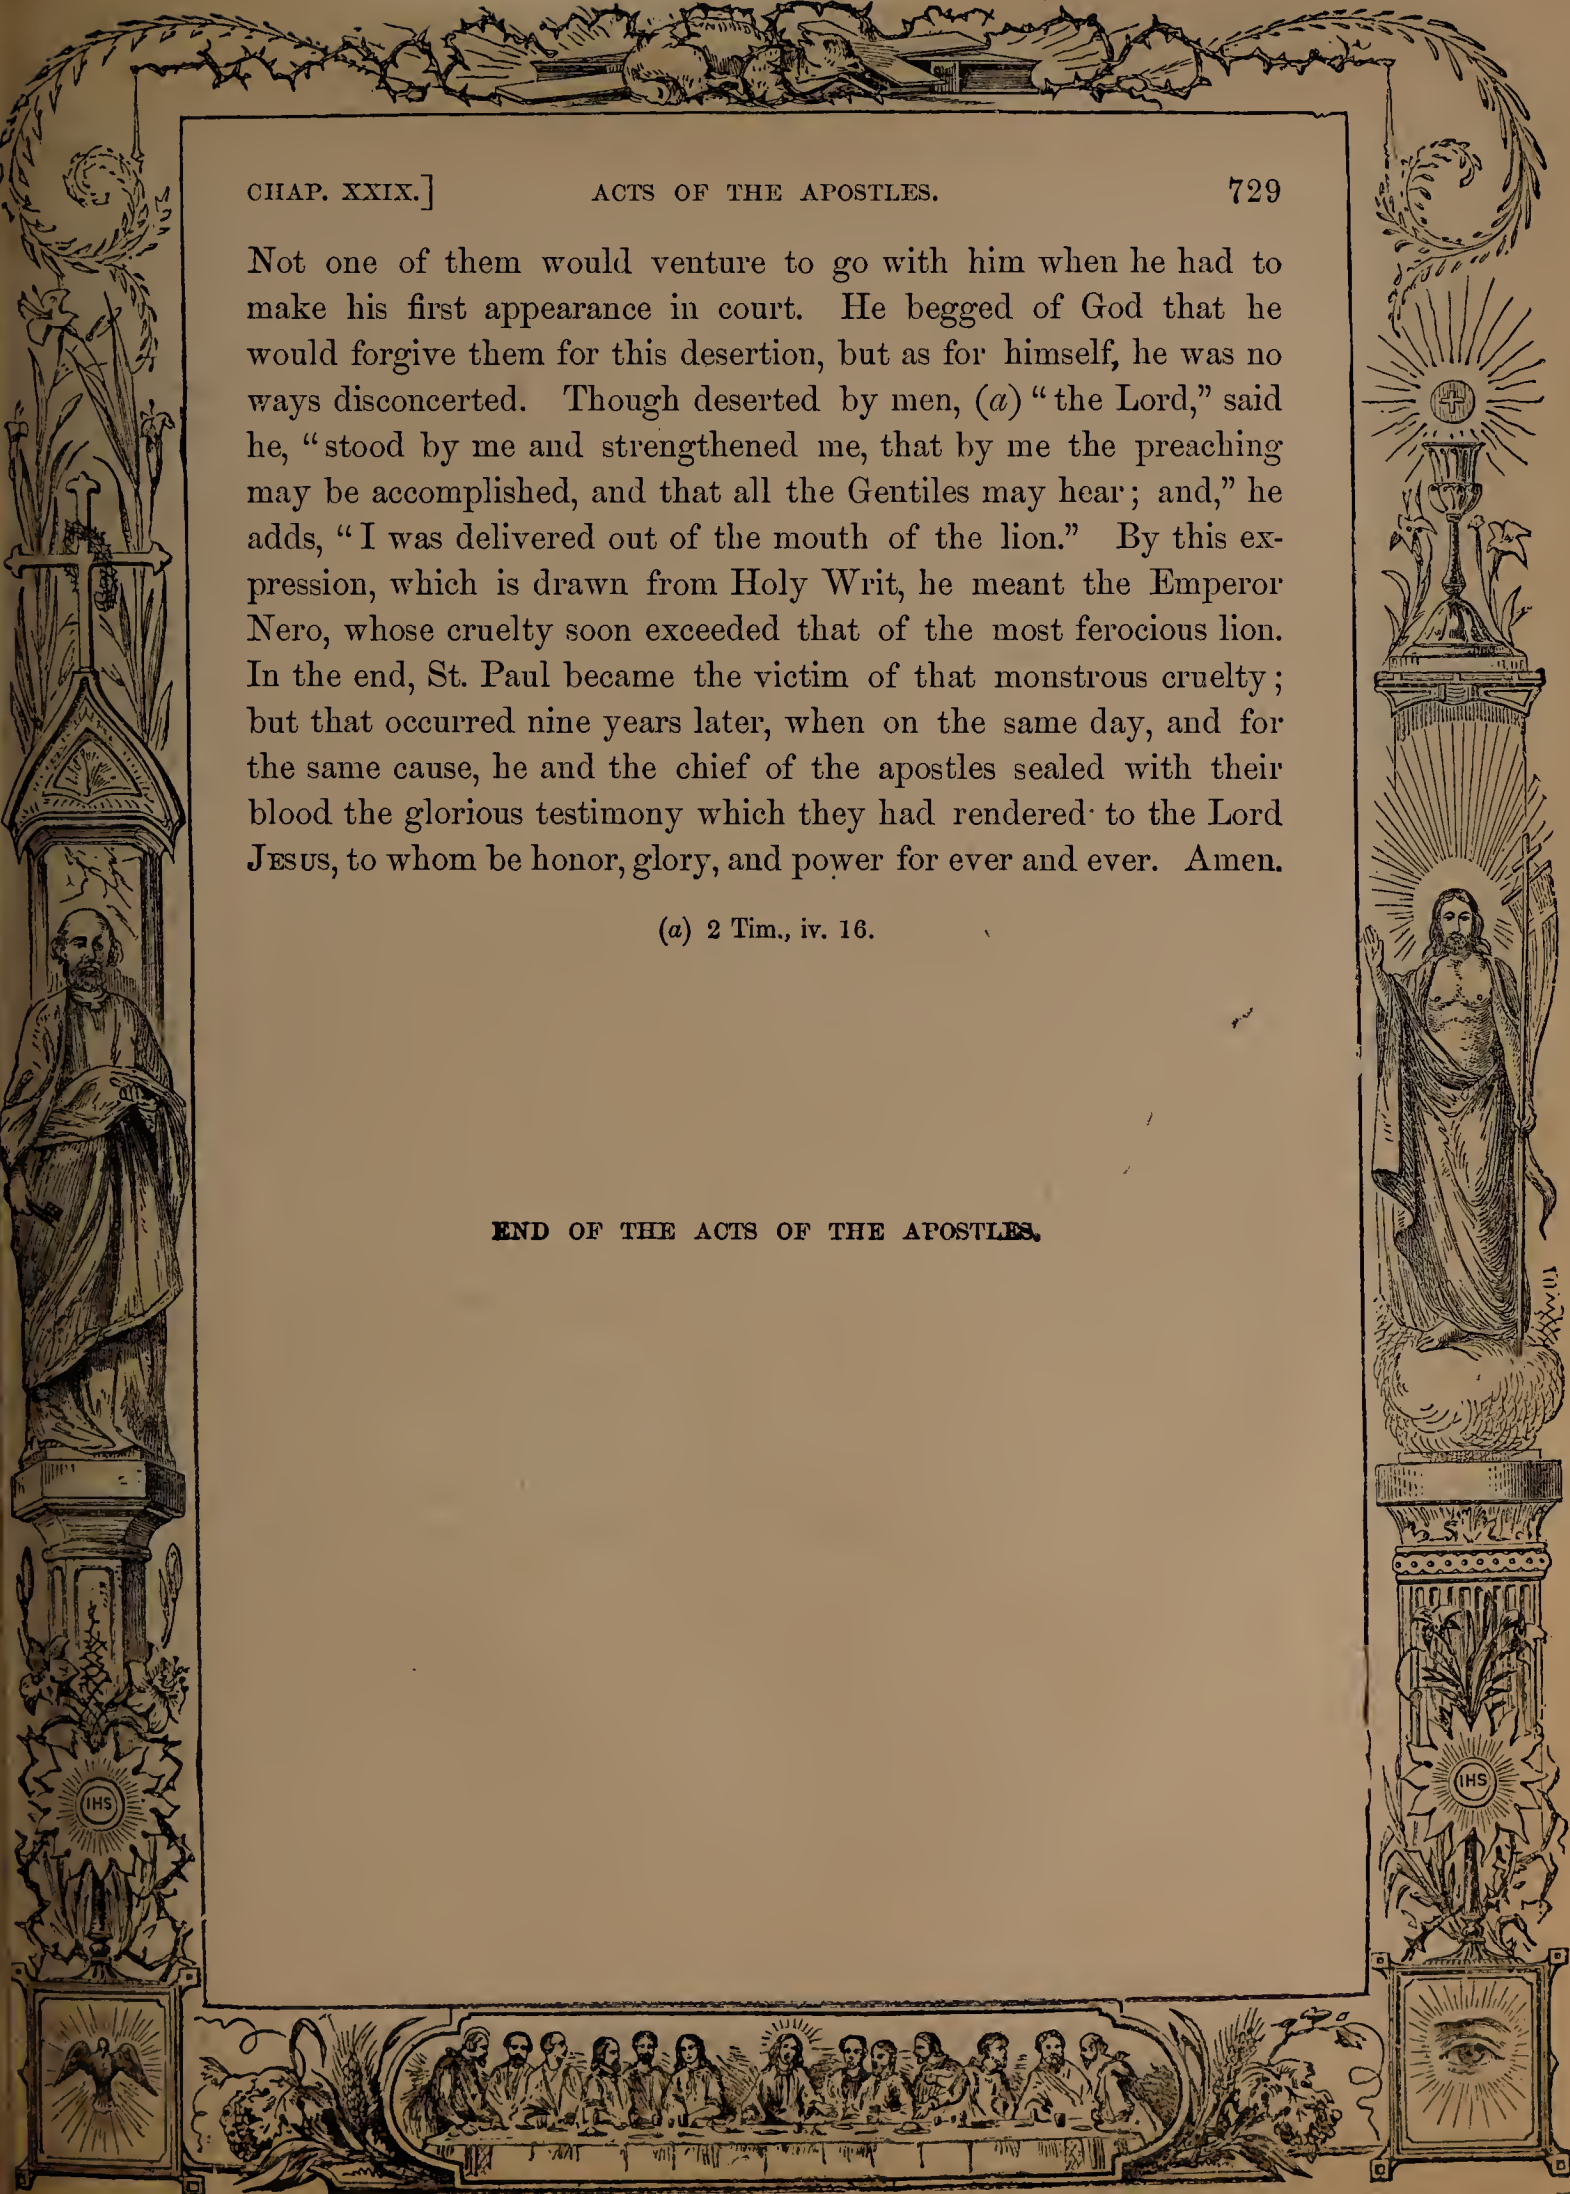 CHAP. XXIX.] ACTS OF THE APOSTLES. 729
Not one of them would venture to go with him when he had to
make his first appearance in court. He begged of God that he
would forgive them for this desertion, but as for himself, he was no
ways disconcerted. Though deserted by men, (a) “the Lord,” said
he, “stood by me and strengthened me, that by me the preaching
may be accomplished, and that all the Gentiles may hear; and,” he
adds, “I was delivered out of the mouth of the lion.” By this ex-
pression, which is drawn from Holy Writ, he meant the Emperor
Nero, whose cruelty soon exceeded that of the most ferocious lion.
In the end, St. Paul became the victim of that monstrous cruelty;
but that occurred nine years later, when on the same day, and for
the same cause, he and the chief of the apostles sealed with their
blood the glorious testimony which they had rendered to the Lord
JESUS, to whom be honor, glory, and power for ever and ever. Amen.
(a) 2 Tim., iv. 16.
END OF THE ACTS OF THE APOSTLES.
IHS
IHS